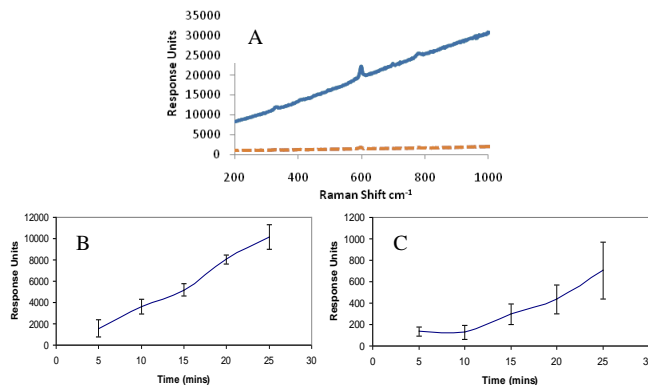 A
Response Units
35000
30000
25000
20000
15000
10000
5000
0
200 400 600 800 1000
Raman Shift cm⁻¹
B
Response Units
12000
10000
8000
6000
4000
2000
0
0 5 10 15 20 25 30
Time (mins)
C
Response Units
1200
1000
800
600
400
200
0
0 5 10 15 20 25 30
Time (mins)